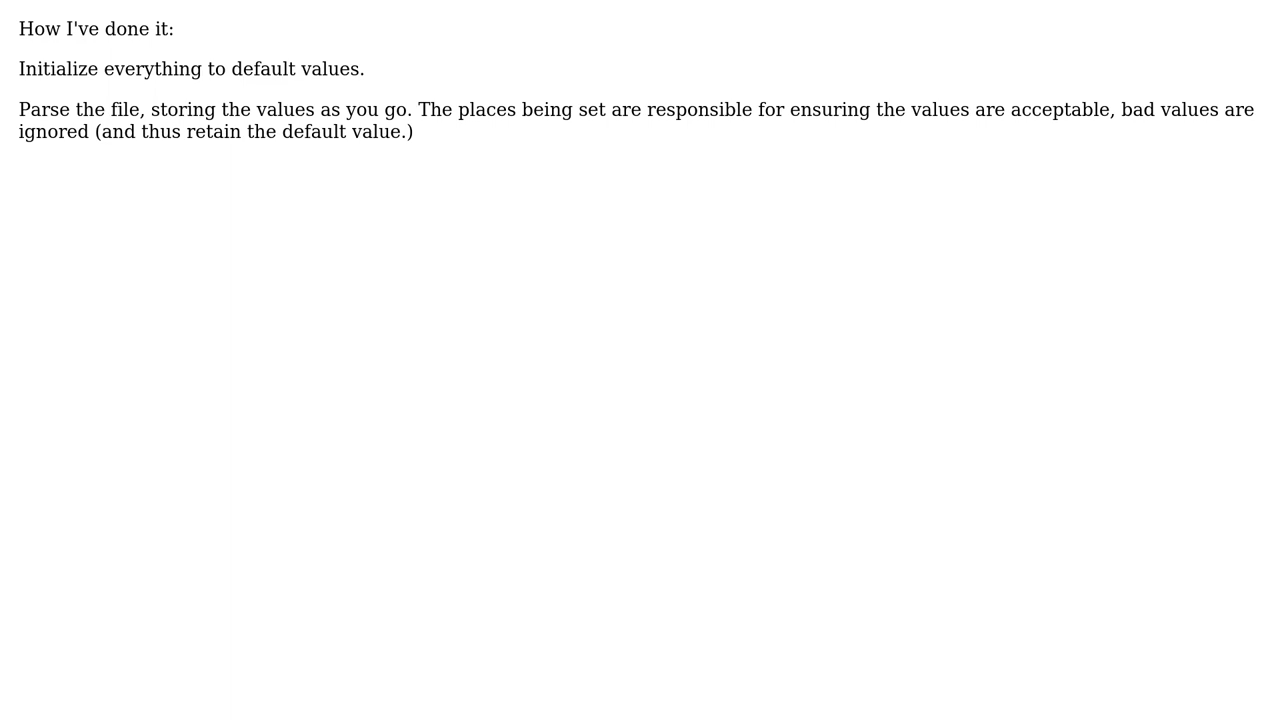 How I've done it:
Initialize everything to default values.
Parse the file, storing the values as you go. The places being set are responsible for ensuring the values are acceptable, bad values are
ignored (and thus retain the default value.)